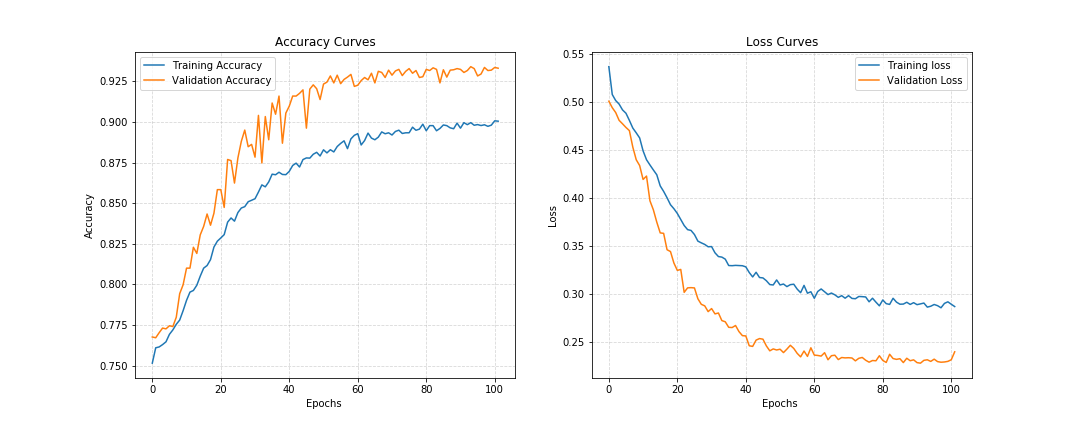 Accuracy Curves
Training Accuracy
Validation Accuracy
0.925
0.900
0.875
0.850
0.825
0.800
0.775
0.750
Accuracy
0
20
40
60
80
100
Epochs
Loss Curves
Training loss
Validation Loss
0.55
0.50
0.45
0.40
0.35
0.30
0.25
Loss
0
20
40
60
80
100
Epochs